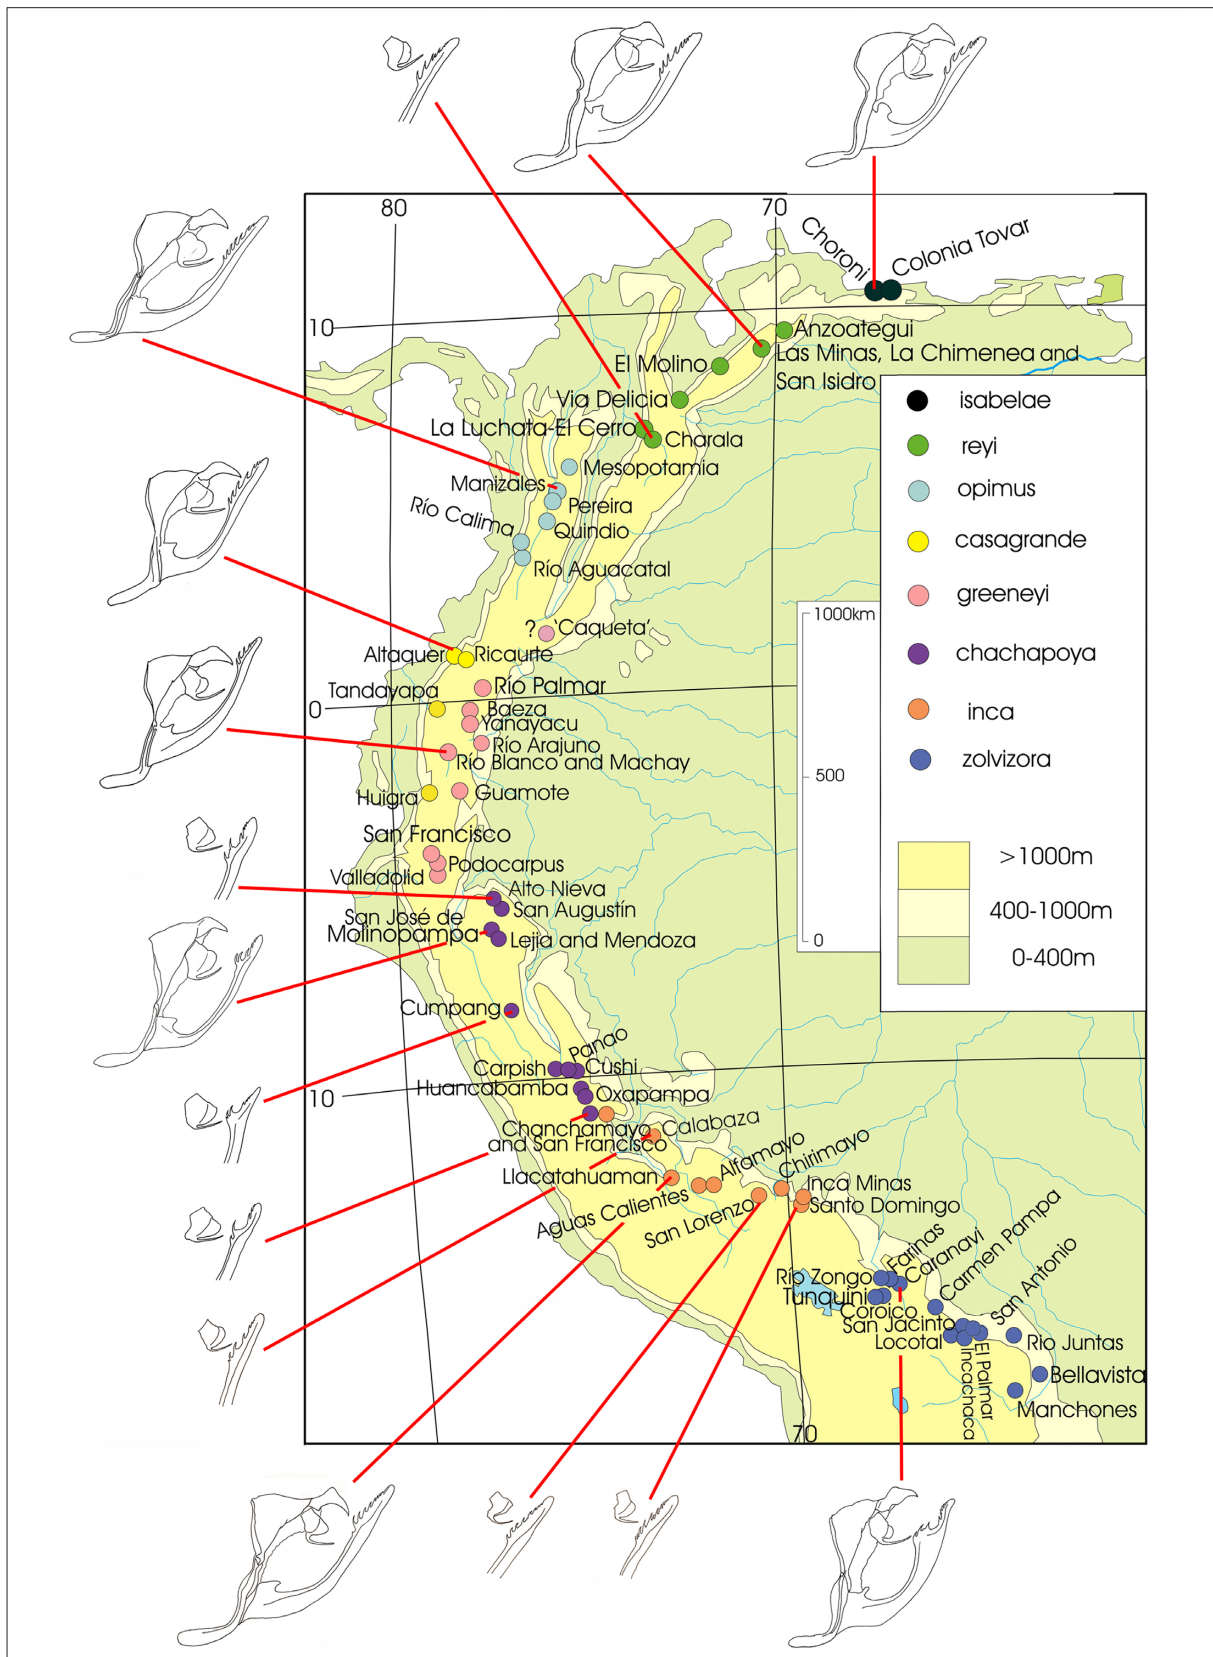 80
70
Choroni
Colonia Tovar
10
Anzoategui
Las Minas, La Chimenea and
San Isidro
El Molino
Via Delicia
La Luchata-El Cerro
Charala
Mesopotamia
Manizales
Pereira
Río Calima
Quindio
Río Aguacatal
? 'Caqueta'
Altaquer
Ricaurte
Tandayapa
Río Palmar
0
Baeza
Yanayacu
Río Arajuno
Río Blanco and Machay
Huigra
Guamote
San Francisco
Podocarpus
Valladolid
Alto Nieva
San Augustín
San José de
Molinopampa
Lejia and Mendoza
Cumpang
Panao
Carpish
Cushi
Huancabamba
Oxapampa
10
Chanchamayo
and San Francisco
Calabaza
Llacatahuaman
Alfamayo
Chirimayo
Aguas Calientes
San Lorenzo
Inca Minas
Santo Domingo
Farinas
Caranavi
Carmen Pampa
San Antonio
Río Zongo
Tunquini
Coroico
San Jacinto
Locotal
Incachaca
El Palmar
Rio Juntas
Bellavista
Manchones
70
isabelae
reyi
opimus
casagrande
greeneyi
chachapoya
inca
zolvizora
1000km
500
0
>1000m
400-1000m
0-400m